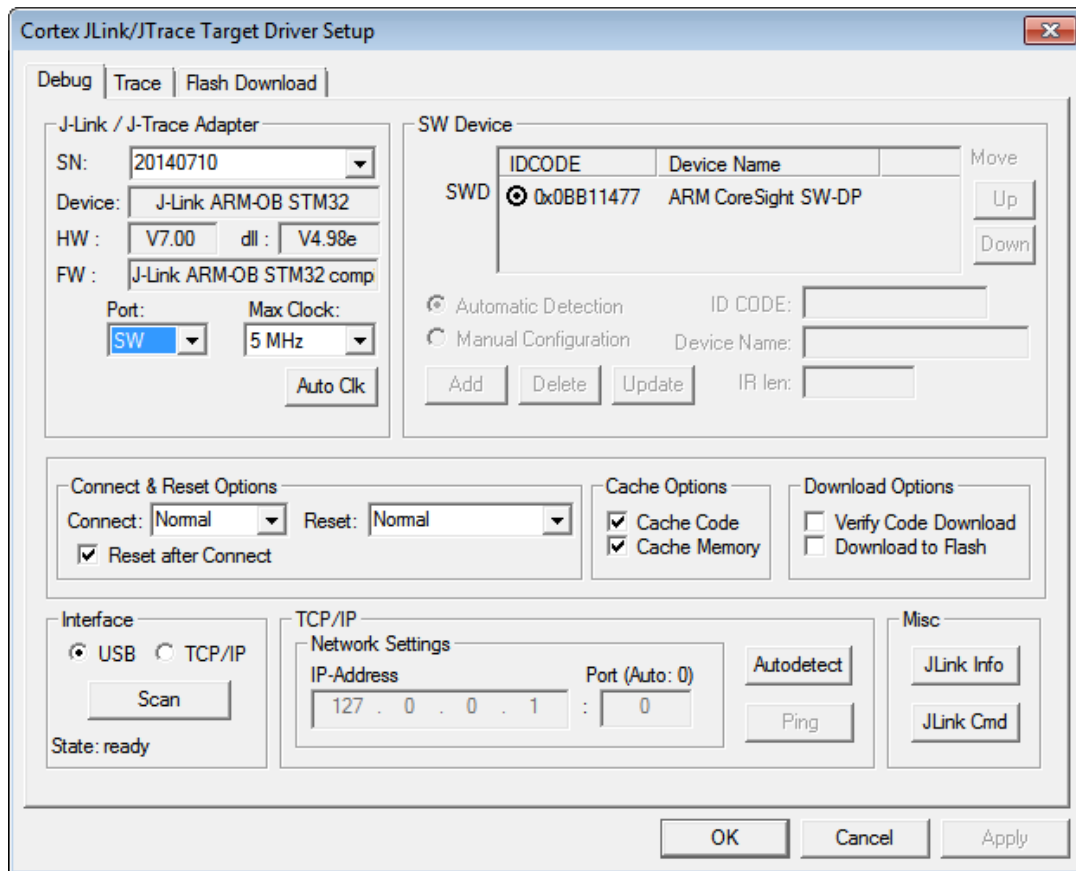 Cortex JLink/JTrace Target Driver Setup
Debug Trace Flash Download
J-Link / J-Trace Adapter
SN: 20140710
Device: J-Link ARM-OB STM32
HW : V7.00 dll : V4.98e
FW : J-Link ARM-OB STM32 compi
Port: Max Clock:
SW 5 MHz
Auto Clk
SW Device
IDCODE Device Name
SWD 0x0BB11477 ARM CoreSight SW-DP
Move
Up
Down
Automatic Detection ID CODE:
Manual Configuration Device Name:
Add Delete Update IR len:
Connect & Reset Options
Connect: Normal Reset: Normal
Reset after Connect
Cache Options
Cache Code
Cache Memory
Download Options
Verify Code Download
Download to Flash
Interface
USB TCP/IP
Scan
State: ready
TCP/IP
Network Settings
IP-Address Port (Auto: 0)
127 . 0 . 0 . 1 : 0
Autodetect
Ping
Misc
JLink Info
JLink Cmd
OK Cancel Apply